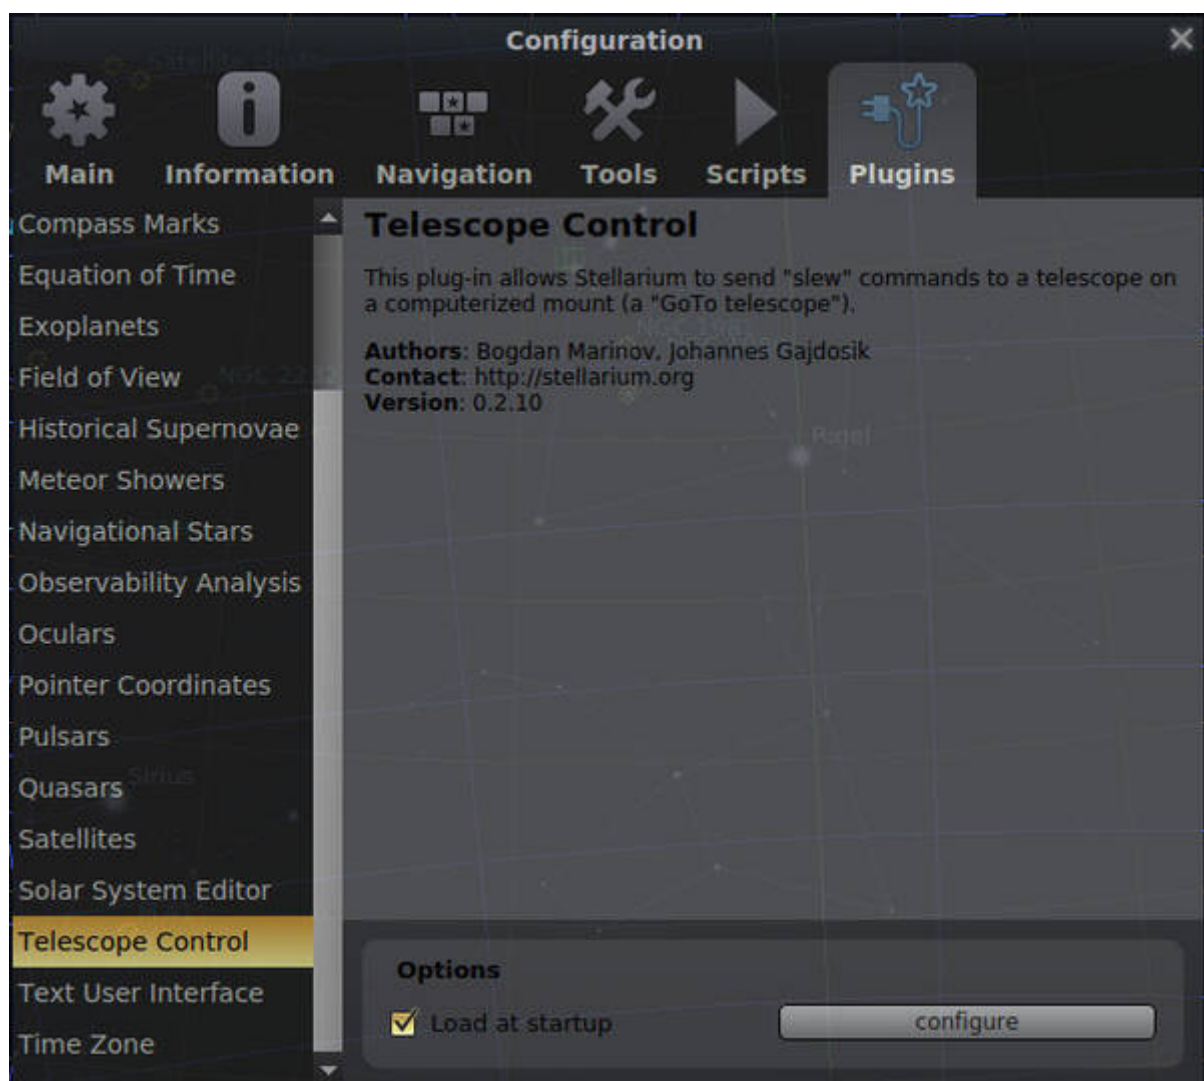 Configuration
Main
Information
Navigation
Tools
Scripts
Plugins
Compass Marks
Equation of Time
Exoplanets
Field of View
Historical Supernovae
Meteor Showers
Navigational Stars
Observability Analysis
Oculars
Pointer Coordinates
Pulsars
Quasars
Satellites
Solar System Editor
Telescope Control
Text User Interface
Time Zone
Telescope Control
This plug-in allows Stellarium to send "slew" commands to a telescope on
a computerized mount (a "GoTo telescope").
Authors: Bogdan Marinov, Johannes Gajdosik
Contact: http://stellarium.org
Version: 0.2.10
Rigel
Sirius
Options
Load at startup
configure